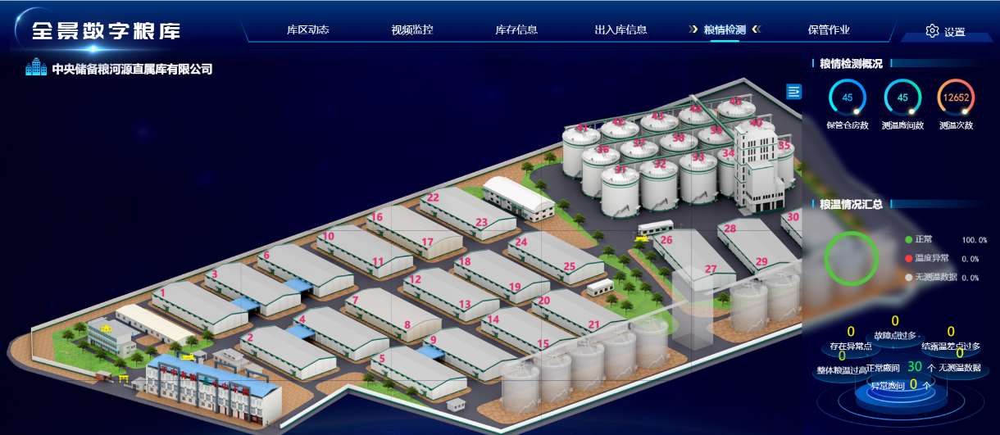 全景数字粮库
库区动态
视频监控
库存信息
出入库信息
粮情检测
保管作业
设置
中央储备粮河源直属库有限公司
粮情检测概况
45
45
12652
保管仓房数
测温廒间数
测温次数
45
44
43
42
41
40
39
38
37
36
35
34
33
32
31
30
29
28
27
26
25
24
23
22
21
20
19
18
17
16
15
14
13
12
11
10
9
8
7
6
5
4
3
2
1
粮温情况汇总
正常 100.0%
温度异常 0.0%
无测温数据 0.0%
0
故障点过多
0
存在异常点
0
结露温差点过多
0
整体粮温过高
正常廒间 30 个
0
无测温数据
异常廒间 0 个